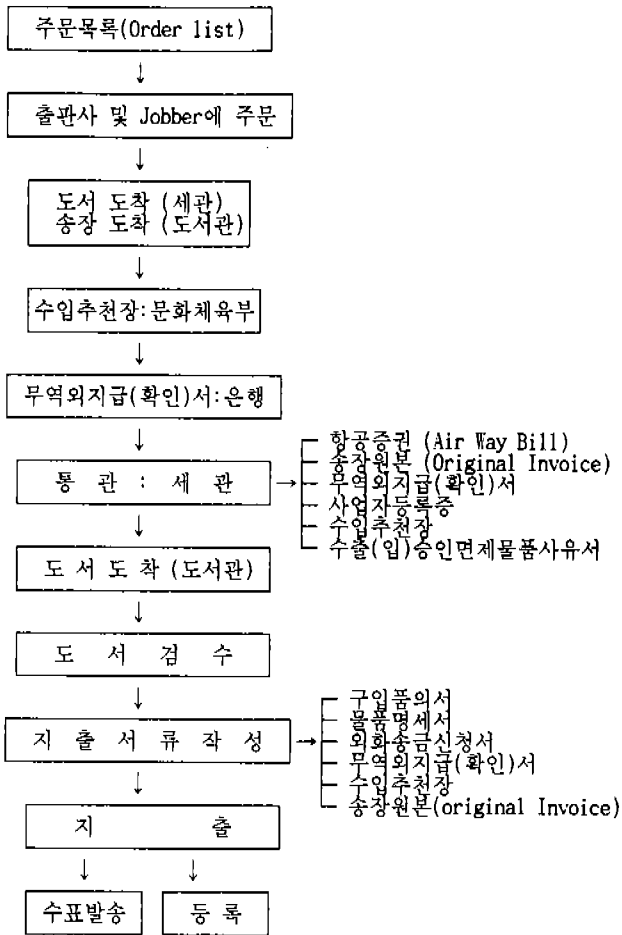 주문목록(Order list)
출판사 및 Jobber에 주문
도서 도착 (세관)
송장 도착 (도서관)
수입추천장:문화체육부
무역외지급(확인)서:은행
통 관 : 세 관
항공증권 (Air Way Bill)
송장원본 (Original Invoice)
무역외지급(확인)서
사업자등록증
수입추천장
수출(입)승인면제물품사유서
도 서 도 착 (도서관)
도 서 검 수
지 출 서 류 작 성
구입품의서
물품명세서
외화송금신청서
무역외지급(확인)서
수입추천장
송장원본(original Invoice)
지 출
수표발송
등 록